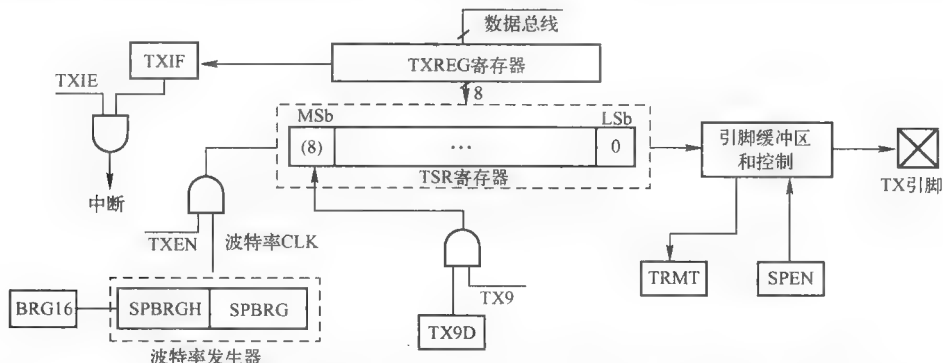 数据总线
TXIF
TXREG寄存器
TXIE
8
MSb
LSb
(8)
...
0
引脚缓冲区
和控制
TSR寄存器
TX引脚
中断
TXEN
波特率CLK
TX9
TRMT
SPEN
BRG16
SPBRGH
SPBRG
TX9D
波特率发生器